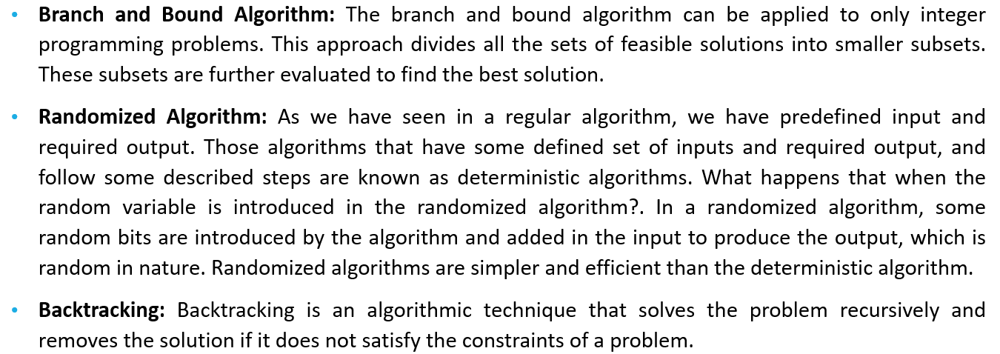 • Branch and Bound Algorithm: The branch and bound algorithm can be applied to only integer
programming problems. This approach divides all the sets of feasible solutions into smaller subsets.
These subsets are further evaluated to find the best solution.
• Randomized Algorithm: As we have seen in a regular algorithm, we have predefined input and
required output. Those algorithms that have some defined set of inputs and required output, and
follow some described steps are known as deterministic algorithms. What happens that when the
random variable is introduced in the randomized algorithm?. In a randomized algorithm, some
random bits are introduced by the algorithm and added in the input to produce the output, which is
random in nature. Randomized algorithms are simpler and efficient than the deterministic algorithm.
• Backtracking: Backtracking is an algorithmic technique that solves the problem recursively and
removes the solution if it does not satisfy the constraints of a problem.